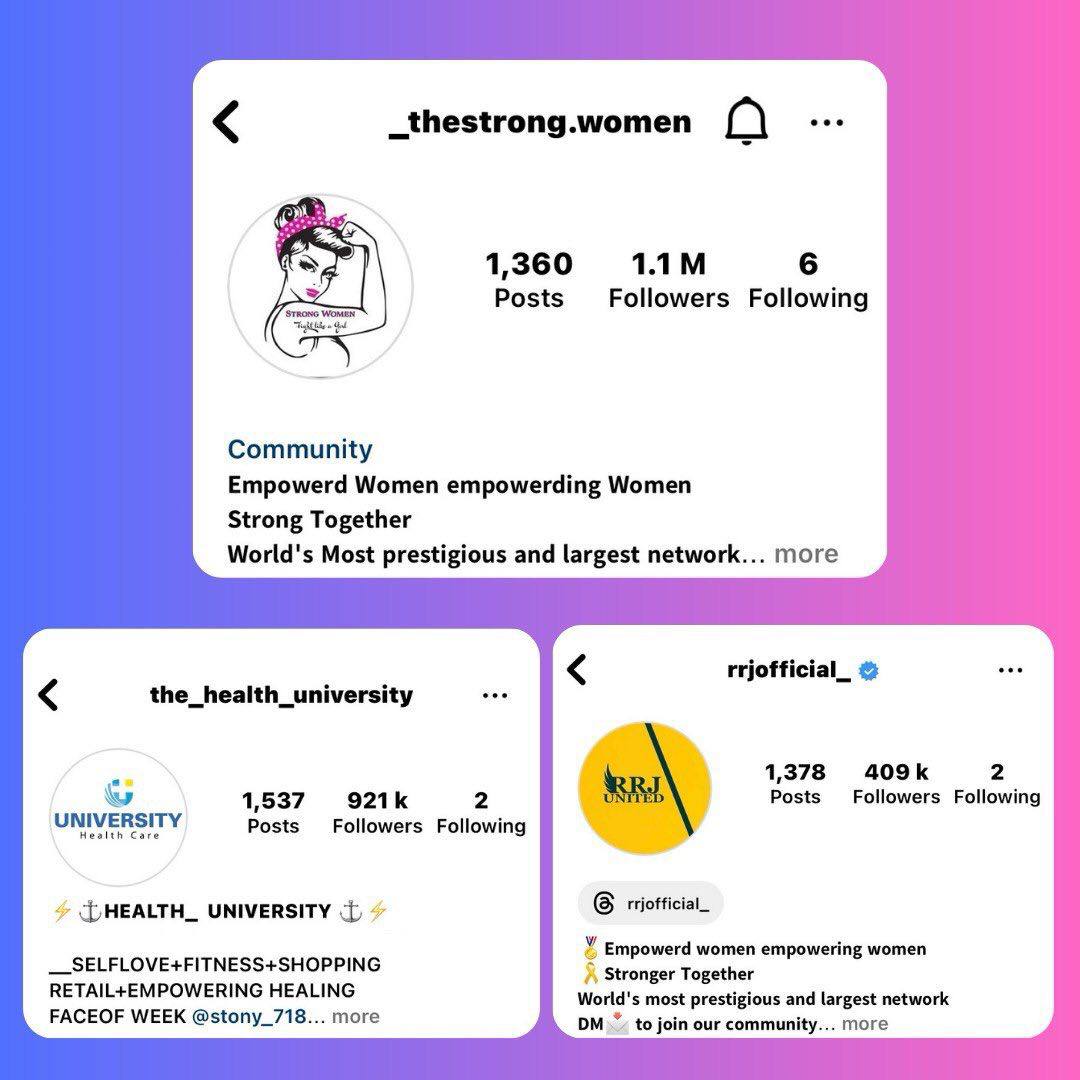 _thestrong.women
STRONG WOMEN
Fight like a Girl
1,360 1.1 M 6
Posts Followers Following
Community
Empowerd Women empowerding Women
Strong Together
World's Most prestigious and largest network... more
the_health_university
UNIVERSITY
Health Care
1,537 921 k 2
Posts Followers Following
⚡⚓HEALTH_ UNIVERSITY ⚓⚡
__SELFLOVE+FITNESS+SHOPPING
RETAIL+EMPOWERING HEALING
FACEOF WEEK @stony_718... more
rrjofficial_
RRJ
UNITED
1,378 409 k 2
Posts Followers Following
rrjofficial_
🏅Empowerd women empowering women
🎗Stronger Together
World's most prestigious and largest network
DM📩 to join our community... more